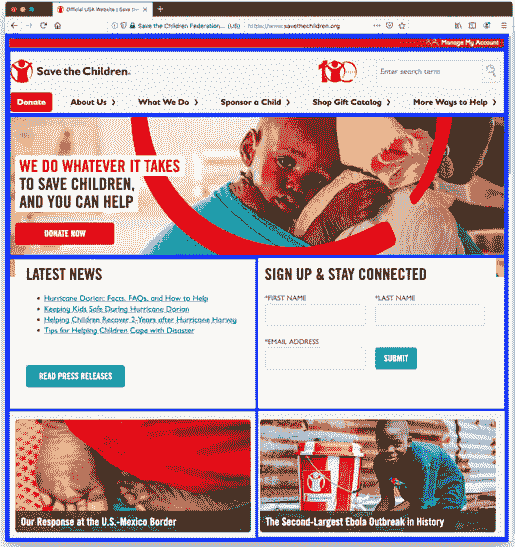 Official USA Website | Save the
Save the Children Federation... (US) https://www.savethechildren.org
Manage My Account
Save the Children.
100
Enter search term
Donate About Us What We Do Sponsor a Child Shop Gift Catalog More Ways to Help
WE DO WHATEVER IT TAKES
TO SAVE CHILDREN,
AND YOU CAN HELP
DONATE NOW
LATEST NEWS
Hurricane Dorian: Facts, FAQs, and How to Help
Keeping Kids Safe During Hurricane Dorian
Helping Children Recover 2-Years after Hurricane Harvey
Tips for Helping Children Cope with Disaster
READ PRESS RELEASES
SIGN UP & STAY CONNECTED
*FIRST NAME *LAST NAME
*EMAIL ADDRESS
SUBMIT
Our Response at the U.S.-Mexico Border
The Second-Largest Ebola Outbreak in History